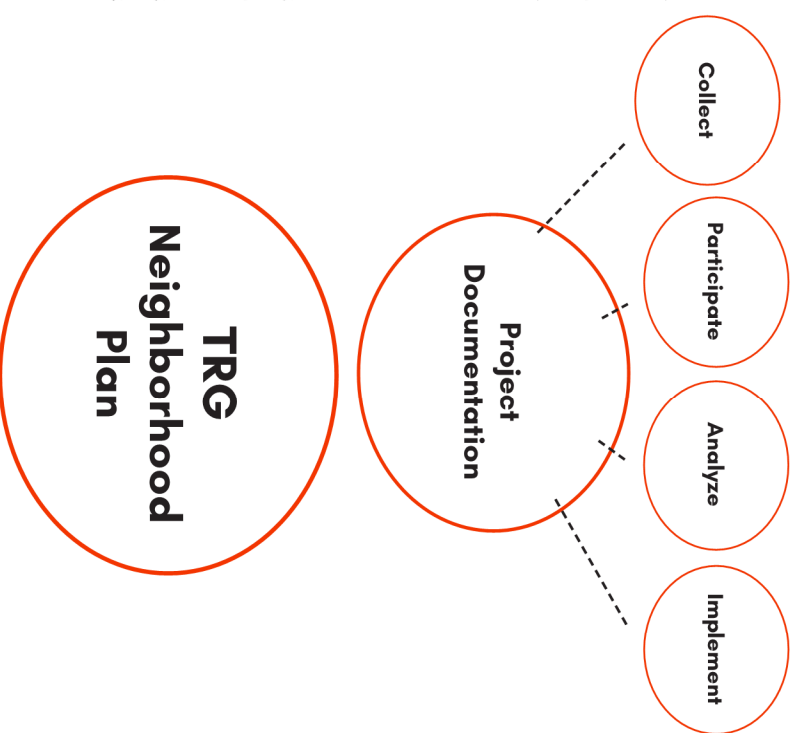 Collect
Participate
Analyze
Implement
Project
Documentation
TRG
Neighborhood
Plan